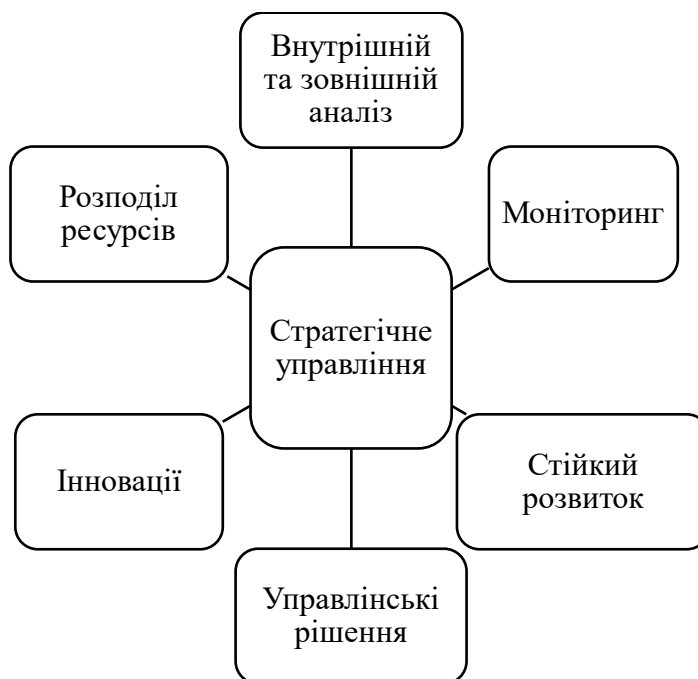 Внутрішній
та зовнішній
аналіз
Розподіл
ресурсів
Моніторинг
Стратегічне
управління
Інновації
Стійкий
розвиток
Управлінські
рішення